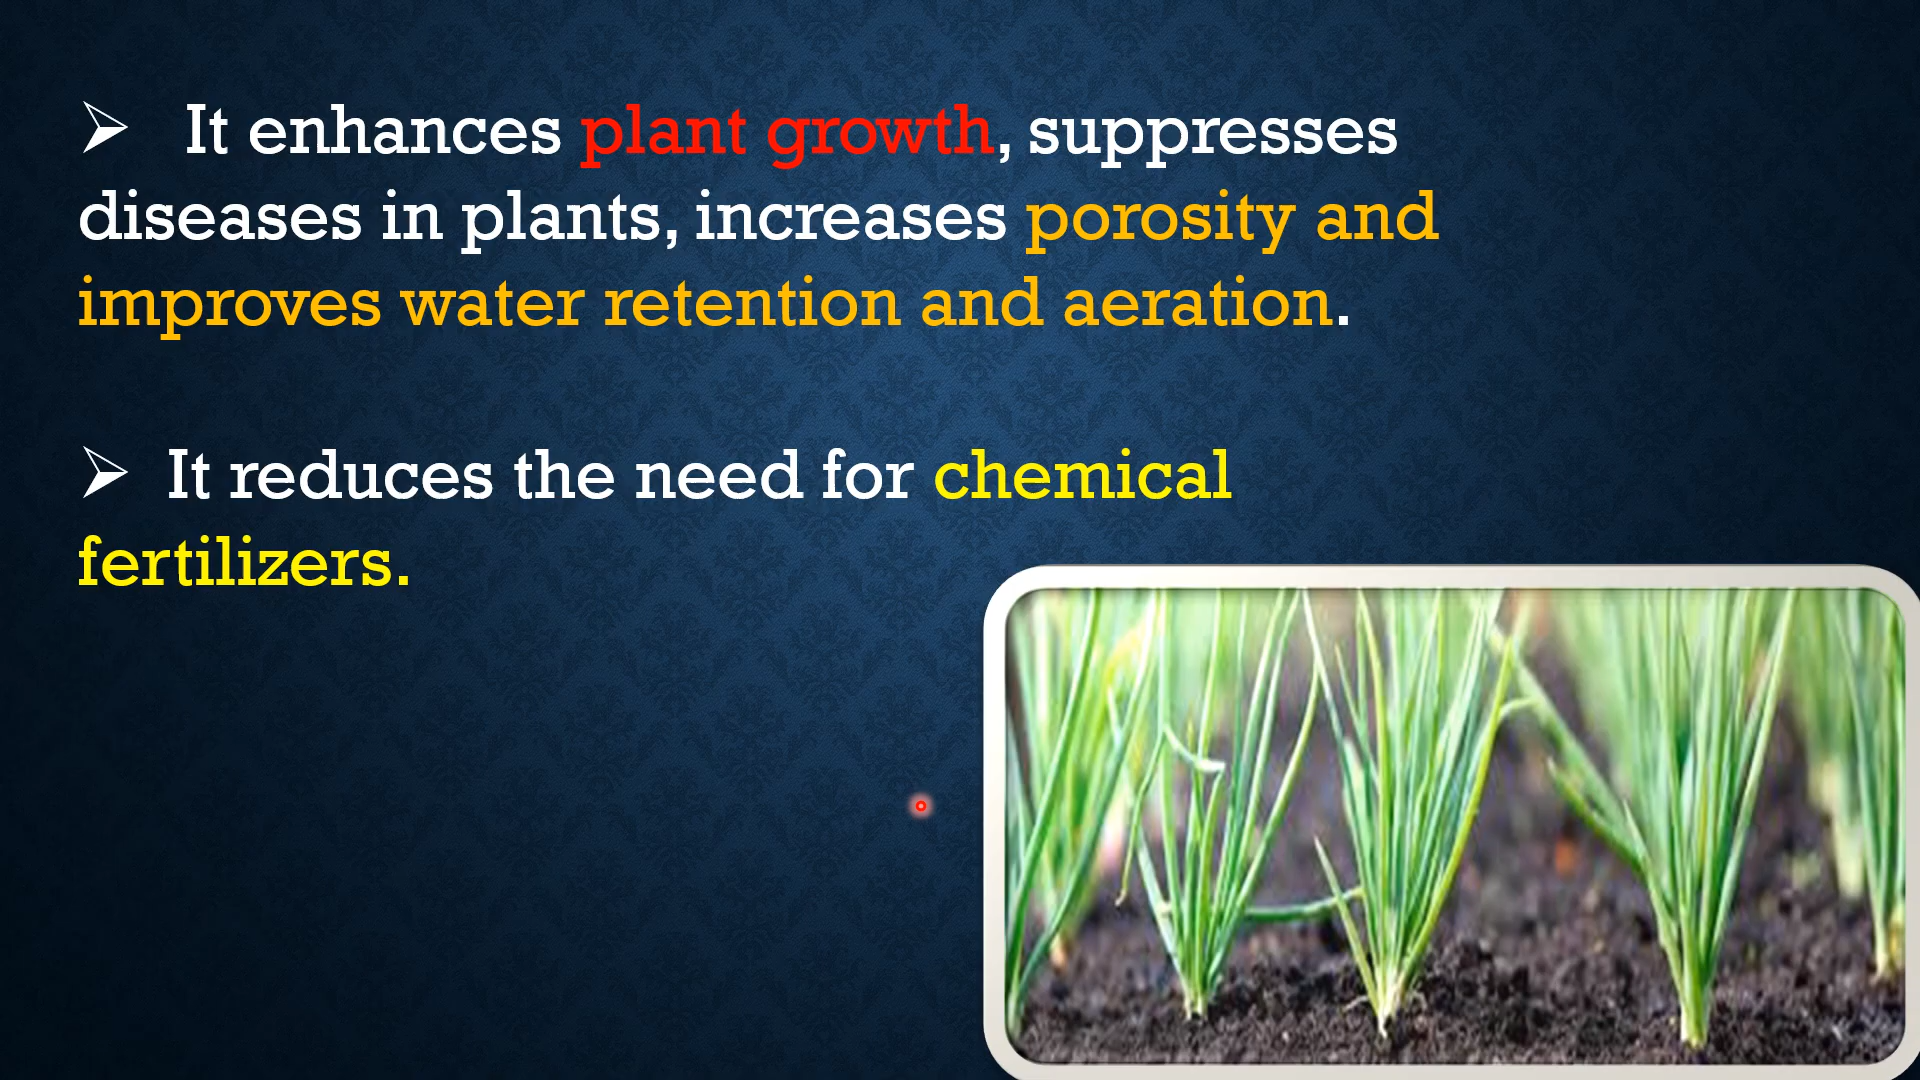 ➢ It enhances plant growth, suppresses
diseases in plants, increases porosity and
improves water retention and aeration.
➢ It reduces the need for chemical
fertilizers.